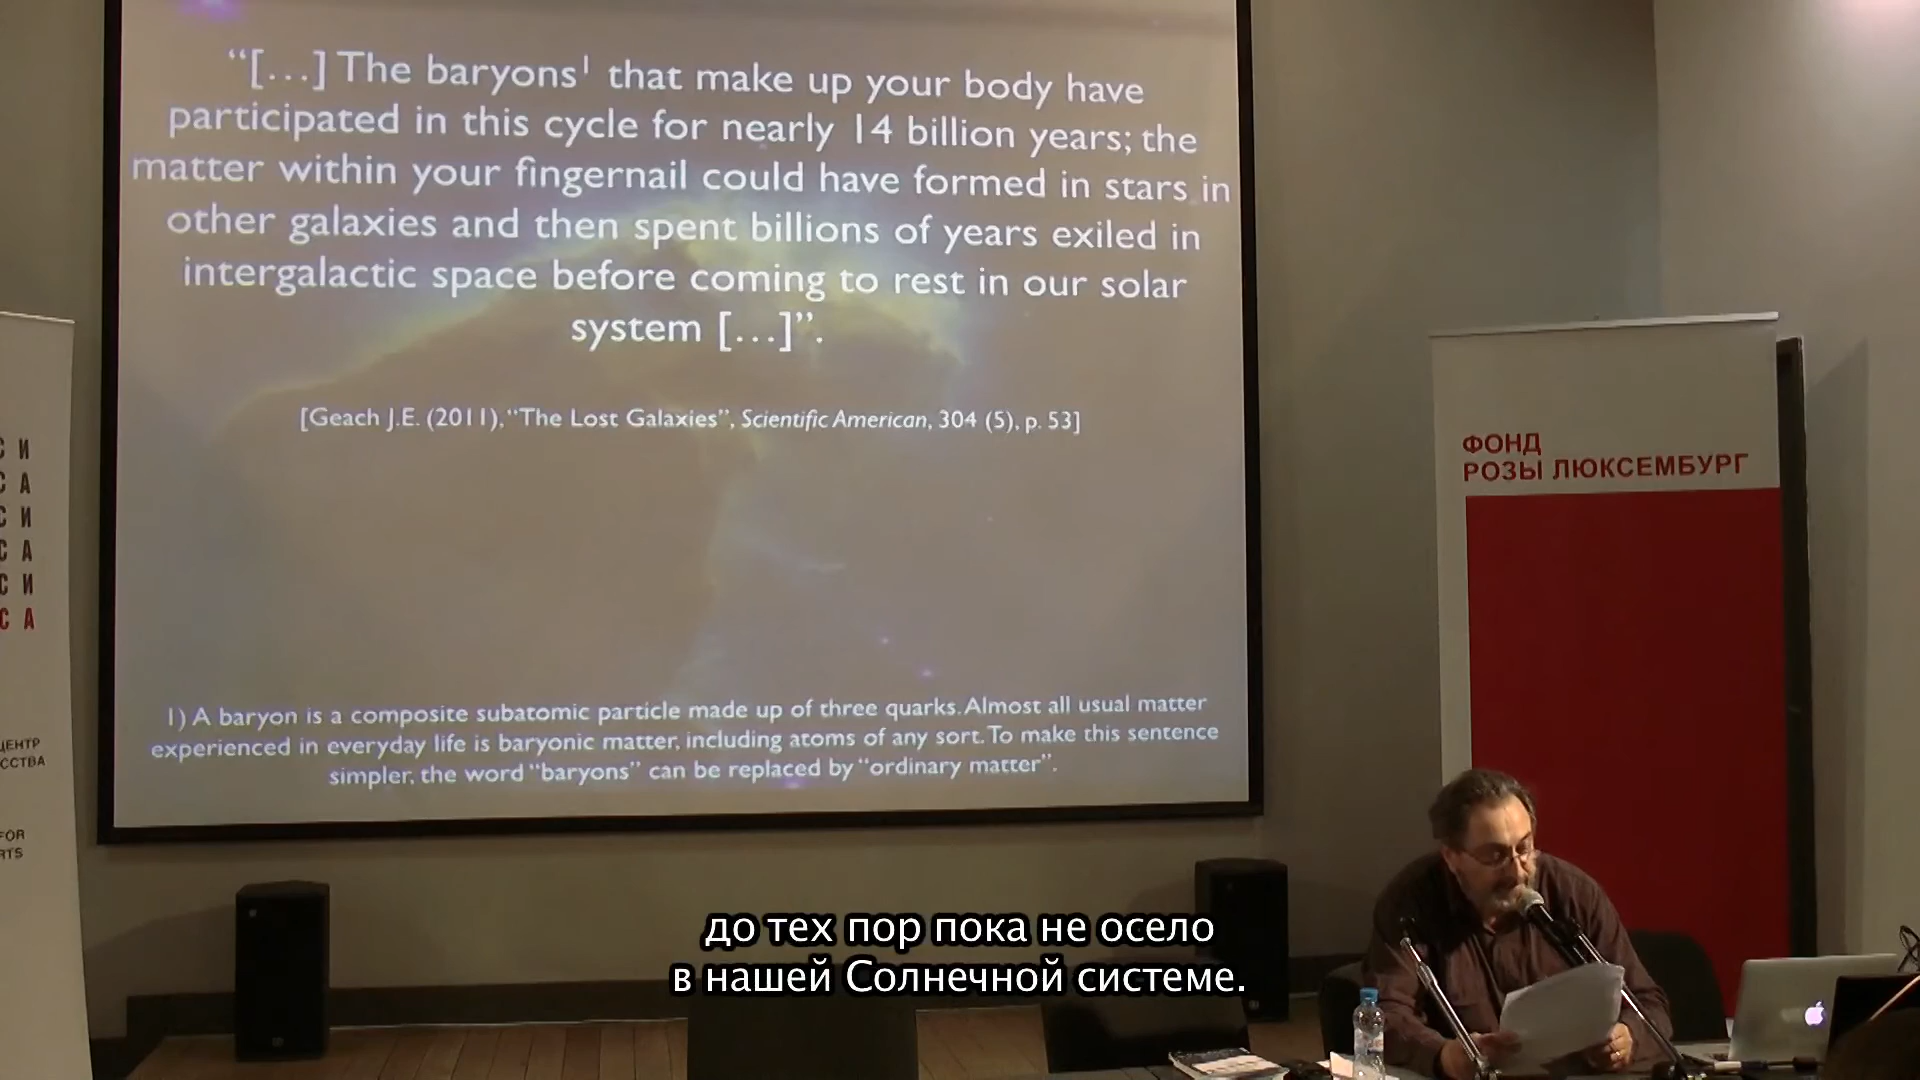 “[…] The baryons¹ that make up your body have
participated in this cycle for nearly 14 billion years; the
matter within your fingernail could have formed in stars in
other galaxies and then spent billions of years exiled in
intergalactic space before coming to rest in our solar
system […]”.
[Geach J.E. (2011), “The Lost Galaxies”, Scientific American, 304 (5), p. 53]
1) A baryon is a composite subatomic particle made up of three quarks. Almost all usual matter
experienced in everyday life is baryonic matter, including atoms of any sort. To make this sentence
simpler, the word “baryons” can be replaced by “ordinary matter”.
ФОНД
РОЗЫ ЛЮКСЕМБУРГ
С И
С А
С И
С А
С И
С А
ЦЕНТР
ССТВА
FOR
RTS
до тех пор пока не осело
в нашей Солнечной системе.